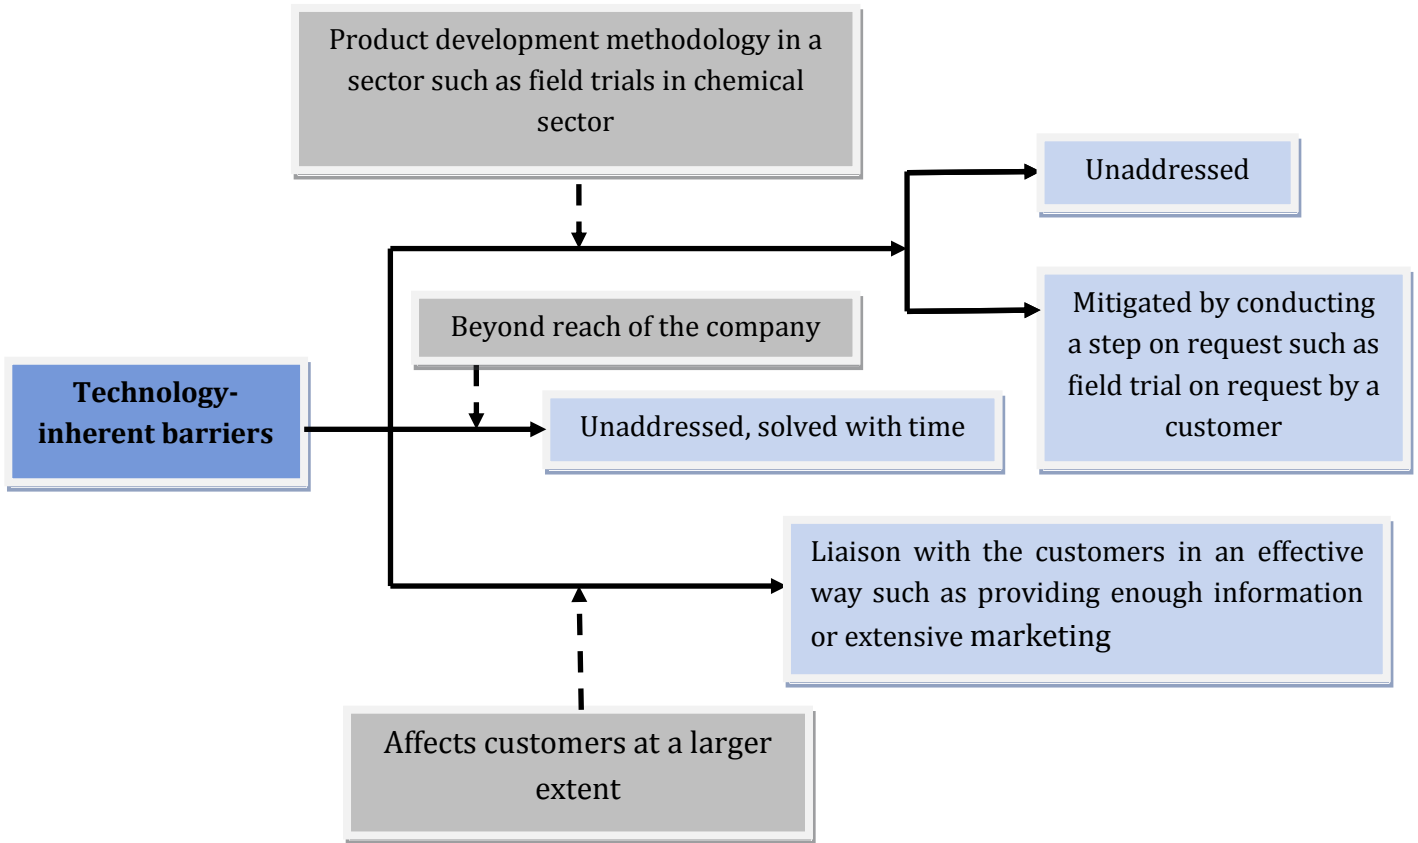 Product development methodology in a
sector such as field trials in chemical
sector
Unaddressed
Mitigated by conducting
a step on request such as
field trial on request by a
customer
Beyond reach of the company
Technology-
inherent barriers
Unaddressed, solved with time
Liaison with the customers in an effective
way such as providing enough information
or extensive marketing
Affects customers at a larger
extent